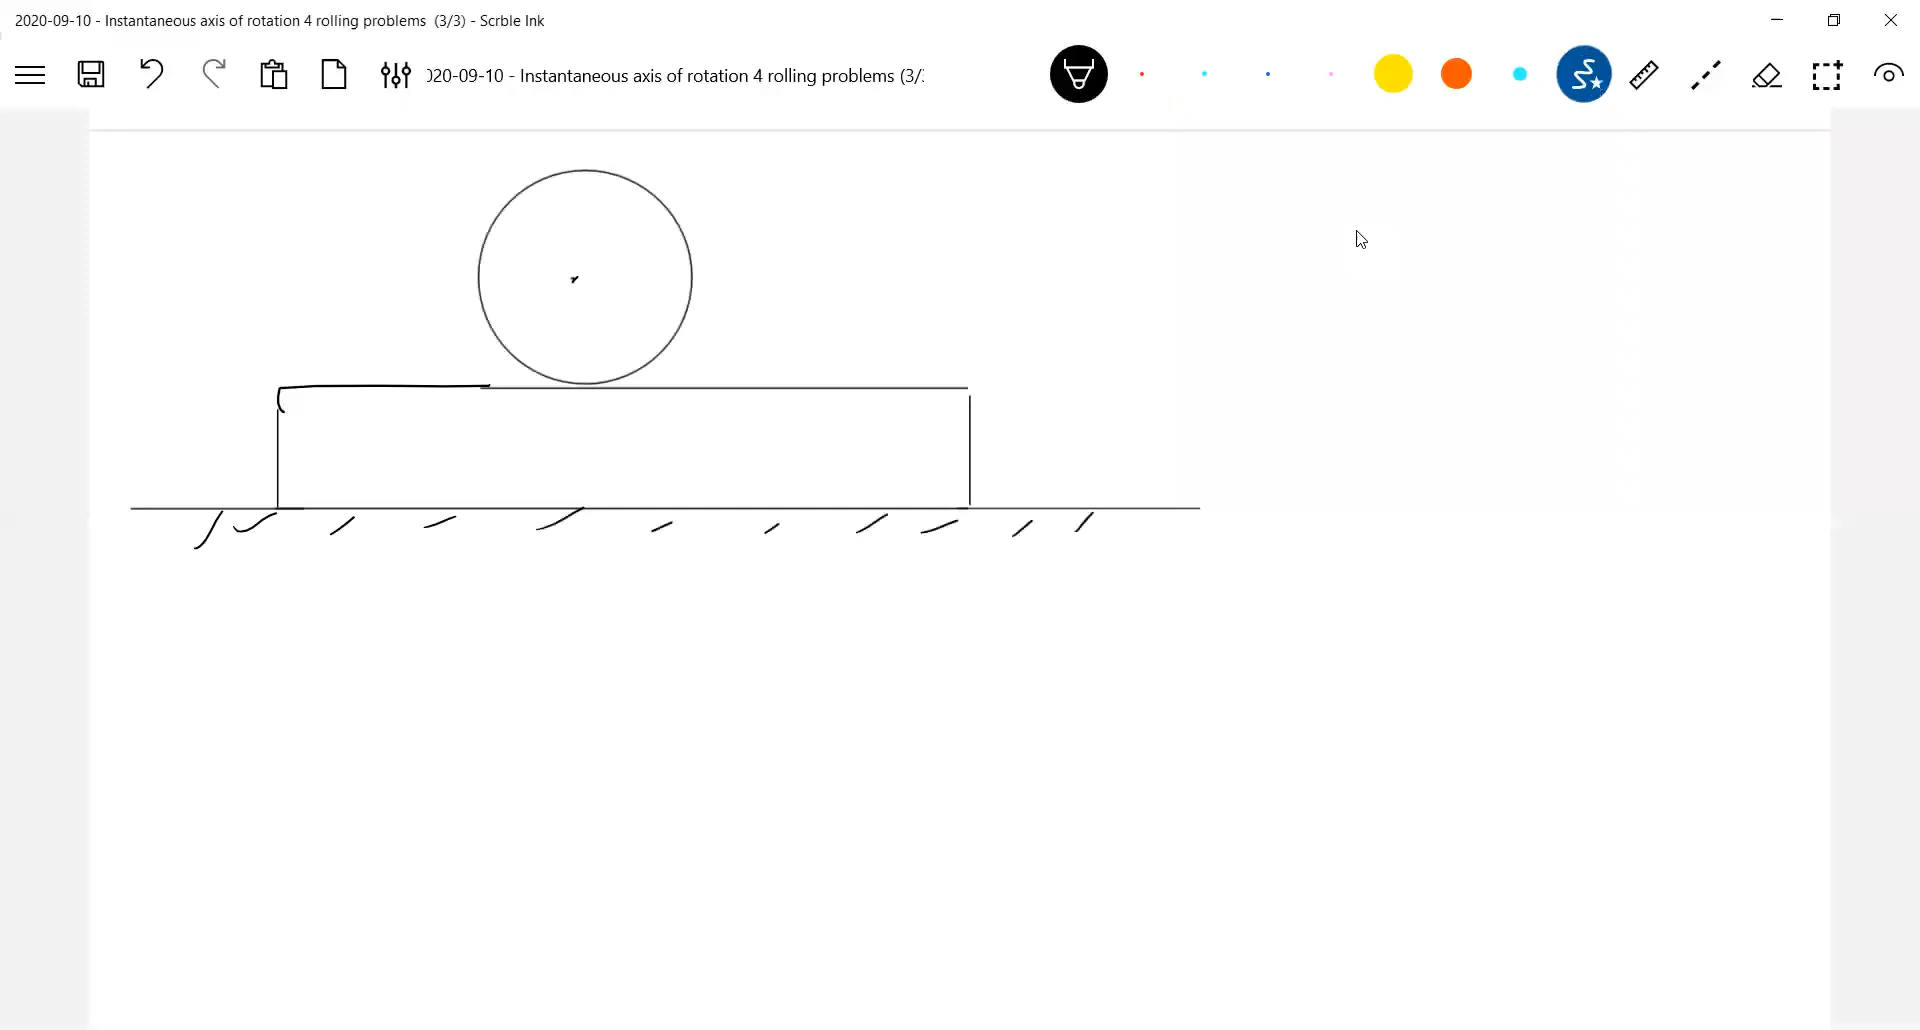 2020-09-10 - Instantaneous axis of rotation 4 rolling problems (3/3) - Scrble Ink
020-09-10 - Instantaneous axis of rotation 4 rolling problems (3/